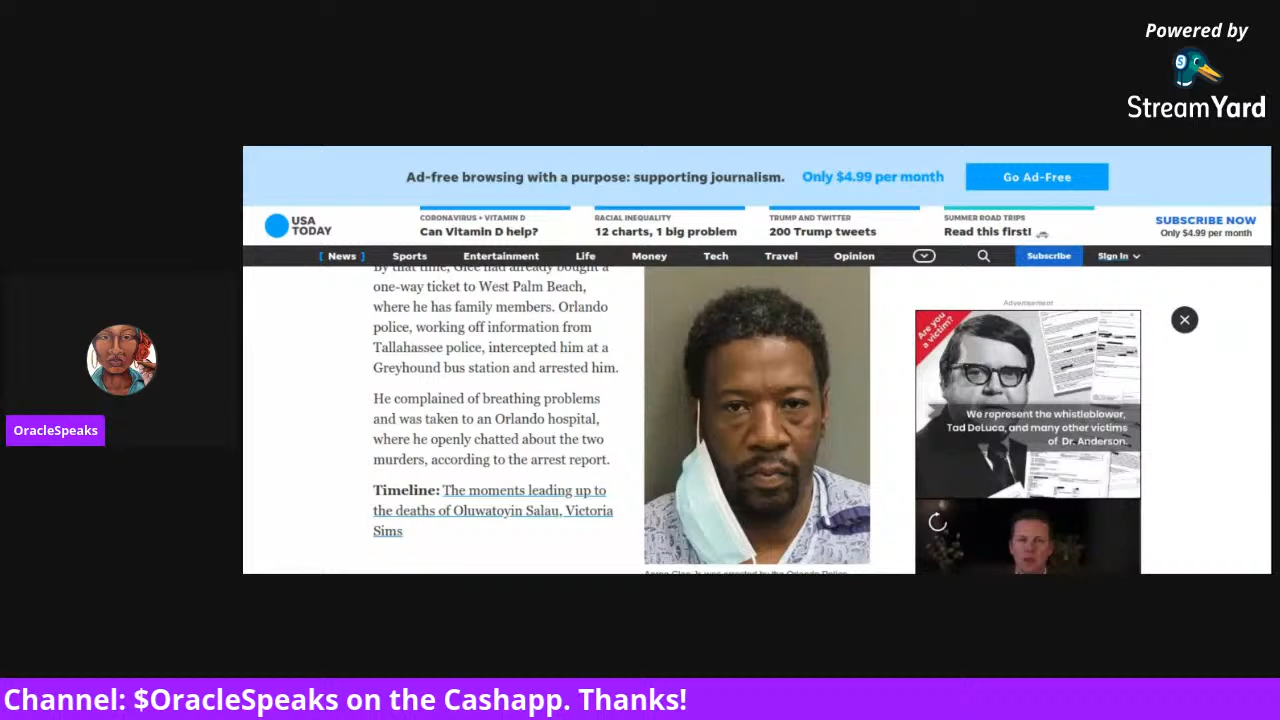 Powered by
StreamYard
Ad-free browsing with a purpose: supporting journalism. Only $4.99 per month Go Ad-Free
USA
TODAY
CORONAVIRUS + VITAMIN D
Can Vitamin D help?
RACIAL INEQUALITY
12 charts, 1 big problem
TRUMP AND TWITTER
200 Trump tweets
SUMMER ROAD TRIPS
Read this first!
SUBSCRIBE NOW
Only $4.99 per month
[ News ] Sports Entertainment Life Money Tech Travel Opinion Subscribe Sign In
By that time, Glee had already bought a
one-way ticket to West Palm Beach,
where he has family members. Orlando
police, working off information from
Tallahassee police, intercepted him at a
Greyhound bus station and arrested him.
He complained of breathing problems
and was taken to an Orlando hospital,
where he openly chatted about the two
murders, according to the arrest report.
Timeline: The moments leading up to
the deaths of Oluwatoyin Salau, Victoria
Sims
Advertisement
Are you
a victim?
We represent the whistleblower,
Tad DeLuca, and many other victims
of Dr. Anderson.
OracleSpeaks
Channel: $OracleSpeaks on the Cashapp. Thanks!